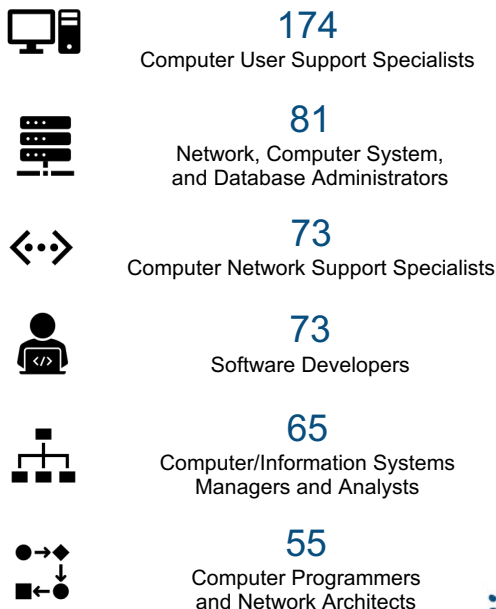 174
Computer User Support Specialists
81
Network, Computer System,
and Database Administrators
73
Computer Network Support Specialists
73
Software Developers
65
Computer/Information Systems
Managers and Analysts
55
Computer Programmers
and Network Architects